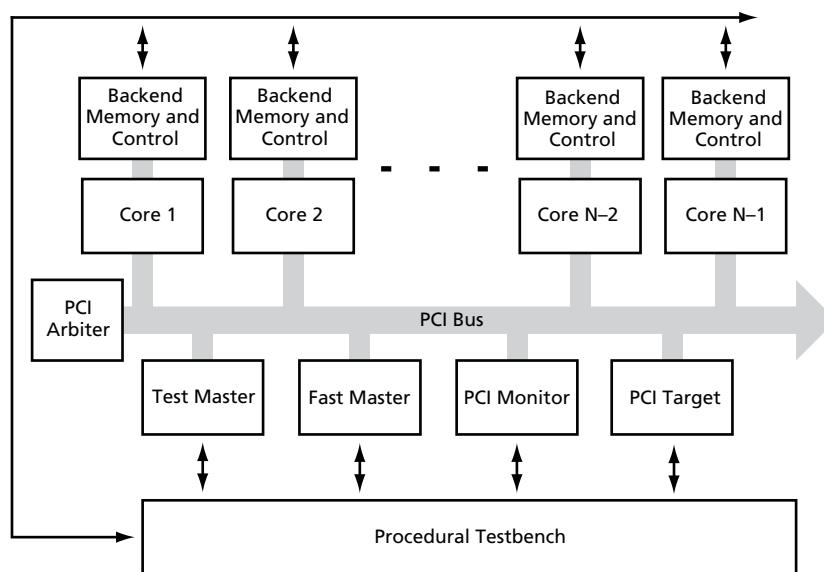 Backend
Memory and
Control
Backend
Memory and
Control
Backend
Memory and
Control
Backend
Memory and
Control
Core 1
Core 2
Core N–2
Core N–1
PCI
Arbiter
PCI Bus
Test Master
Fast Master
PCI Monitor
PCI Target
Procedural Testbench